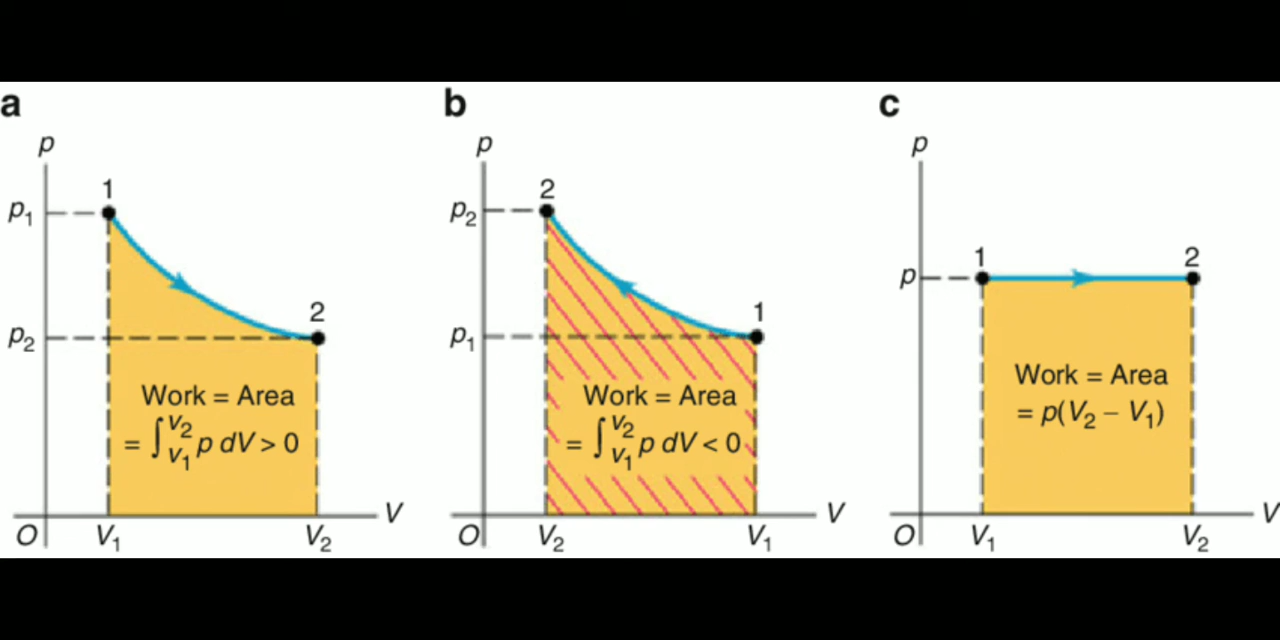 a
p
1
p₁
2
p₂
Work = Area
= ∫ᵥ₁ⱽ² p dV > 0
O
V₁
V₂
V
b
p
2
p₂
1
p₁
Work = Area
= ∫ᵥ₁ⱽ² p dV < 0
O
V₂
V₁
V
c
p
1
2
p
Work = Area
= p(V₂ − V₁)
O
V₁
V₂
V